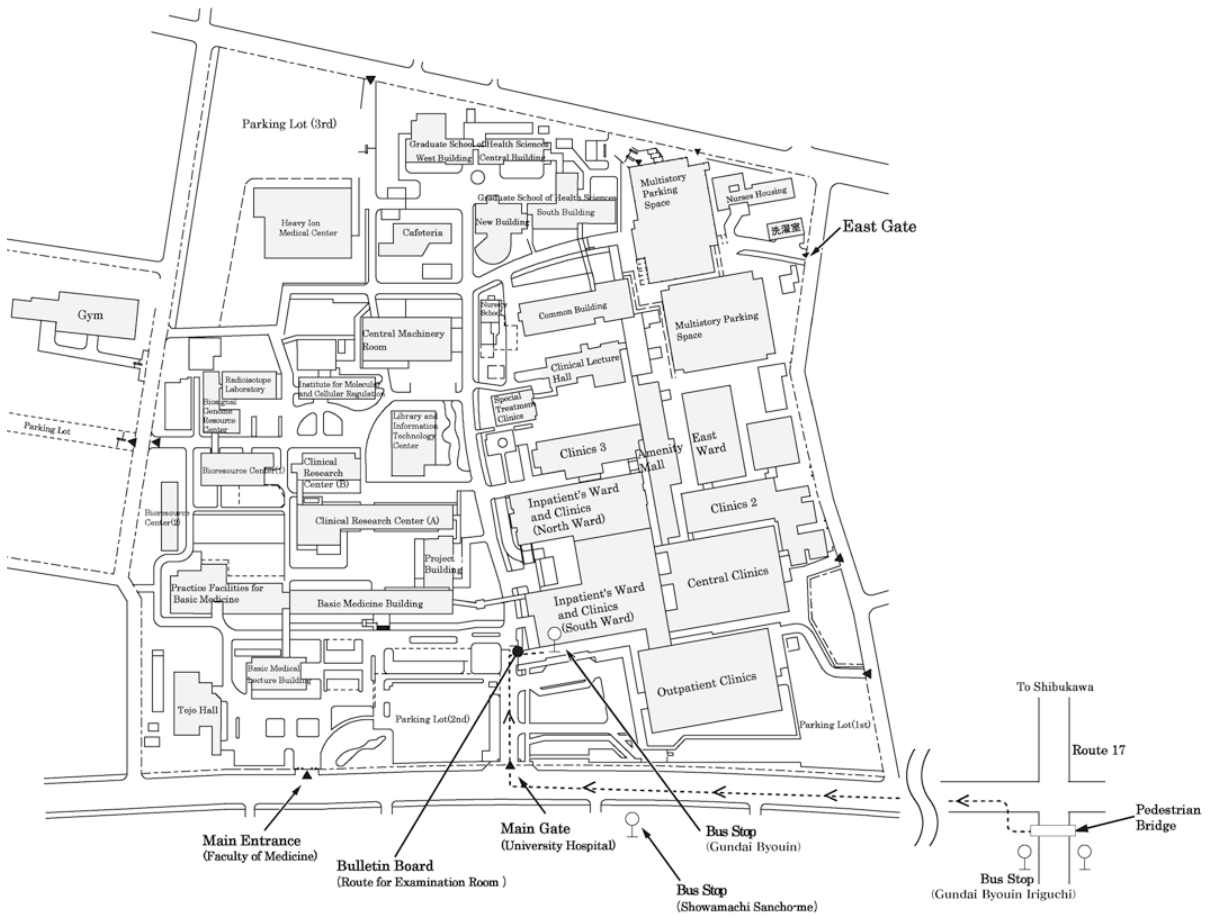 Parking Lot (3rd)
Graduate School of Health Sciences
West Building
Central Building
Graduate School of Health Sciences
South Building
New Building
Multistory
Parking
Space
Nurses Housing
洗濯室
East Gate
Heavy Ion
Medical Center
Cafeteria
Gym
Central Machinery
Room
Nursery
School
Common Building
Multistory Parking
Space
Clinical Lecture
Hall
Radioisotope
Laboratory
Biosignal
Genome
Resource
Center
Institute for Molecular
and Cellular Regulation
Special
Treatment
Clinics
Library and
Information
Technology
Center
Parking Lot
Clinics 3
Amenity
Mall
East
Ward
Bioresource Center(1)
Clinical
Research
Center (B)
Inpatient's Ward
and Clinics
(North Ward)
Clinics 2
Bioresource
Center(2)
Clinical Research Center (A)
Project
Building
Central Clinics
Practice Facilities for
Basic Medicine
Basic Medicine Building
Inpatient's Ward
and Clinics
(South Ward)
Basic Medical
Lecture Building
Outpatient Clinics
Tojo Hall
Parking Lot(2nd)
Parking Lot(1st)
To Shibukawa
Route 17
Pedestrian
Bridge
Main Entrance
(Faculty of Medicine)
Bulletin Board
(Route for Examination Room )
Main Gate
(University Hospital)
Bus Stop
(Gundai Byouin)
Bus Stop
(Showamachi Sancho-me)
Bus Stop
(Gundai Byouin Iriguchi)